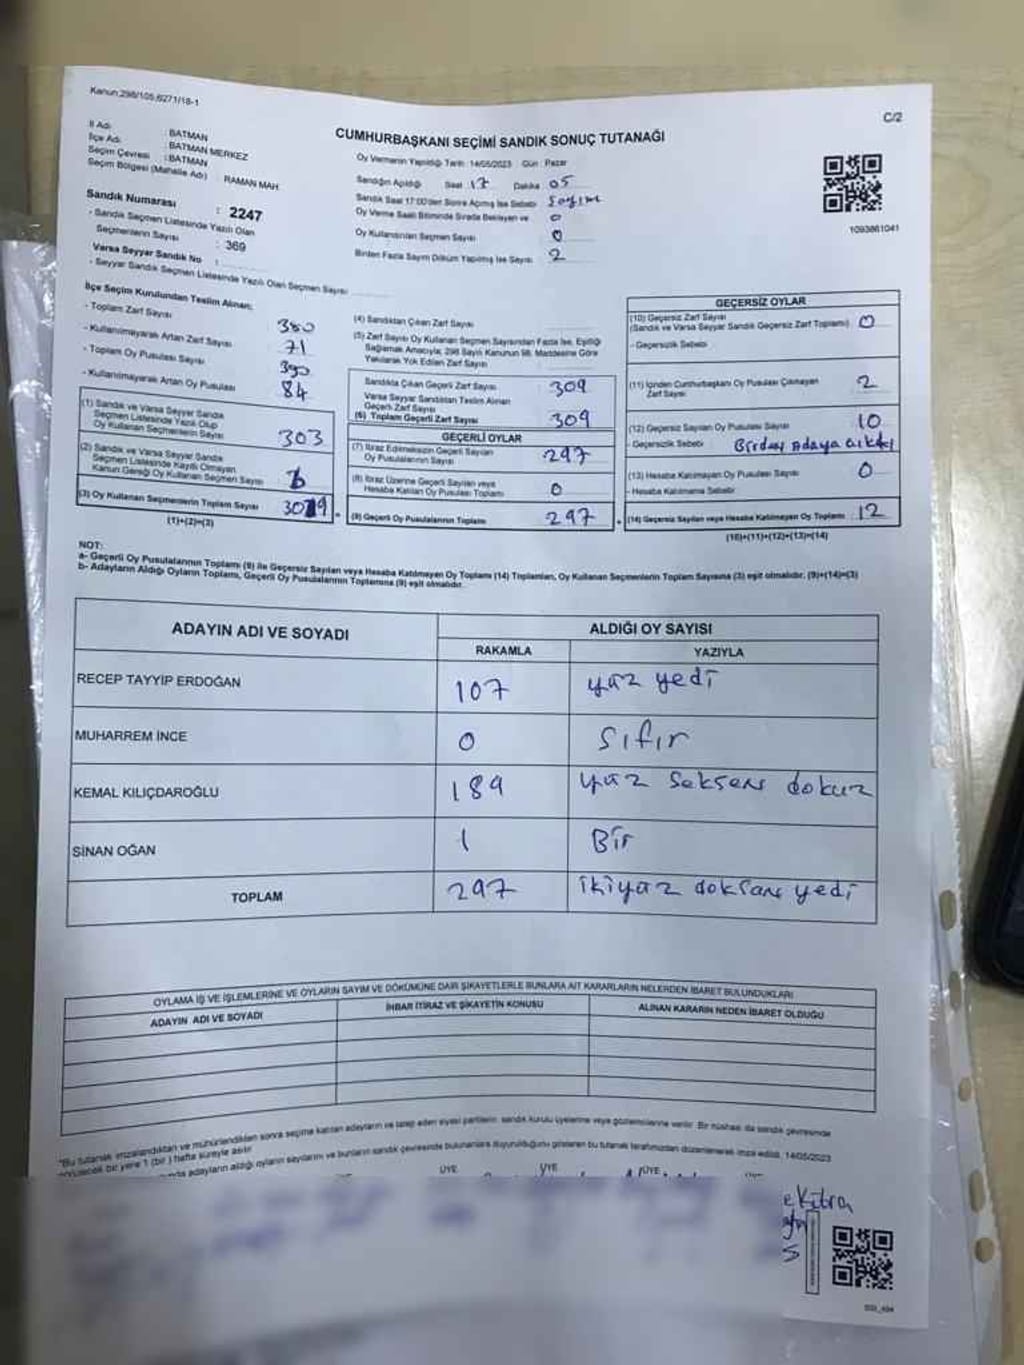 Kanun,298/105,6271/18-1
C/2
İl Adı : BATMAN
İlçe Adı : BATMAN MERKEZ
Seçim Çevresi : BATMAN
Seçim Bölgesi (Mahalle Adı) : RAMAN MAH.
Sandık Numarası : 2247
- Sandık Seçmen Listesinde Yazılı Olan
Seçmenlerin Sayısı : 369
Varsa Seyyar Sandık No :
- Seyyar Sandık Seçmen Listesinde Yazılı Olan Seçmen Sayısı
CUMHURBAŞKANI SEÇİMİ SANDIK SONUÇ TUTANAĞI
Oy Vermenin Yapıldığı Tarih: 14/05/2023 Gün : Pazar
Sandığın Açıldığı Saat 17 Dakika 05
Sandık Saat 17:00'den Sonra Açılmış İse Sebebi Sayım
Oy Verme Saati Bitiminde Sırada Bekleyen ve 0
Oy Kullandırılan Seçmen Sayısı 0
Birden Fazla Sayım Döküm Yapılmış İse Sayısı 2
1093861041
İlçe Seçim Kurulundan Teslim Alınan:
- Toplam Zarf Sayısı 380
- Kullanılmayarak Artan Zarf Sayısı 71
- Toplam Oy Pusulası Sayısı 390
- Kullanılmayarak Artan Oy Pusulası 84
(1) Sandık ve Varsa Seyyar Sandık
Seçmen Listesinde Yazılı Olup
Oy Kullanan Seçmenlerin Sayısı 303
(2) Sandık ve Varsa Seyyar Sandık
Seçmen Listesinde Kayıtlı Olmayan
Kanun Gereği Oy Kullanan Seçmen Sayısı
(3) Oy Kullanan Seçmenlerin Toplam Sayısı
(1)+(2)=(3)
(4) Sandıktan Çıkan Zarf Sayısı
(5) Zarf Sayısı Oy Kullanan Seçmen Sayısından Fazla İse, Eşitliği
Sağlamak Amacıyla; 298 Sayılı Kanunun 98. Maddesine Göre
Yakılarak Yok Edilen Zarf Sayısı
Sandıkta Çıkan Geçerli Zarf Sayısı 309
Varsa Seyyar Sandıktan Teslim Alınan
Geçerli Zarf Sayısı
(6) Toplam Geçerli Zarf Sayısı 309
GEÇERLİ OYLAR
(7) İtiraz Edilmeksizin Geçerli Sayılan
Oy Pusulalarının Sayısı 297
(8) İtiraz Üzerine Geçerli Sayılan veya
Hesaba Katılan Oy Pusulası Toplamı 0
(9) Geçerli Oy Pusulalarının Toplamı 297
GEÇERSİZ OYLAR
(10) Geçersiz Zarf Sayısı
(Sandık ve Varsa Seyyar Sandık Geçersiz Zarf Toplamı) 0
- Geçersizlik Sebebi
(11) İçinden Cumhurbaşkanı Oy Pusulası Çıkmayan
Zarf Sayısı 2
(12) Geçersiz Sayılan Oy Pusulası Sayısı 10
- Geçersizlik Sebebi Birden Adaya
(13) Hesaba Katılmayan Oy Pusulası Sayısı 0
- Hesaba Katılmama Sebebi
(14) Geçersiz Sayılan veya Hesaba Katılmayan Oy Toplamı 12
(10)+(11)+(12)+(13)=(14)
NOT:
a- Geçerli Oy Pusulalarının Toplamı (9) ile Geçersiz Sayılan veya Hesaba Katılmayan Oy Toplamı (14) Toplamları, Oy Kullanan Seçmenlerin Toplam Sayısına (3) eşit olmalıdır. (9)+(14)=(3)
b- Adayların Aldığı Oyların Toplamı, Geçerli Oy Pusulalarının Toplamına (9) eşit olmalıdır.
ADAYIN ADI VE SOYADI ALDIĞI OY SAYISI
RAKAMLA YAZIYLA
RECEP TAYYİP ERDOĞAN 107 yüz yedi
MUHARREM İNCE 0 sıfır
KEMAL KILIÇDAROĞLU 189 yüz seksen dokuz
SİNAN OĞAN 1 Bir
TOPLAM 297 ikiyüz doksan yedi
OYLAMA İŞ VE İŞLEMLERİNE VE OYLARIN SAYIM VE DÖKÜMÜNE DAİR ŞİKAYETLERLE BUNLARA AİT KARARLARIN NELERDEN İBARET BULUNDUKLARI
ADAYIN ADI VE SOYADI İHBAR İTİRAZ VE ŞİKAYETİN KONUSU ALINAN KARARIN NEDEN İBARET OLDUĞU
"Bu tutanak imzalandıktan ve mühürlendikten sonra seçime katılan adayların ve talep eden siyasi partilerin sandık kurulu üyelerine veya gözlemcilerine verilir. Bir nüshası da sandık çevresinde
bir yere 1 (bir) hafta süreyle asılır.
adayların aldığı oyların sayılarını ve bunların sandık çevresinde bulunanlara duyurulduğunu gösteren bu tutanak tarafımızdan düzenlenerek imza edildi. 14/05/2023
ÜYE ÜYE ÜYE